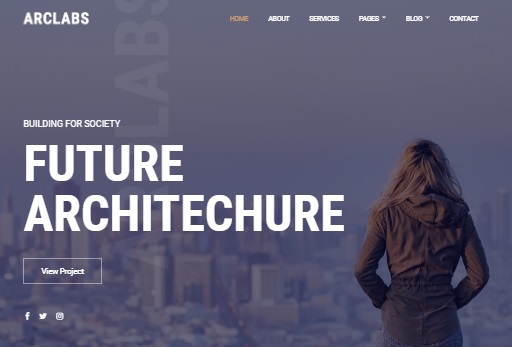 ARCLABS
HOME ABOUT SERVICES PAGES BLOG CONTACT
ARCLABS
BUILDING FOR SOCIETY
FUTURE
ARCHITECHURE
View Project